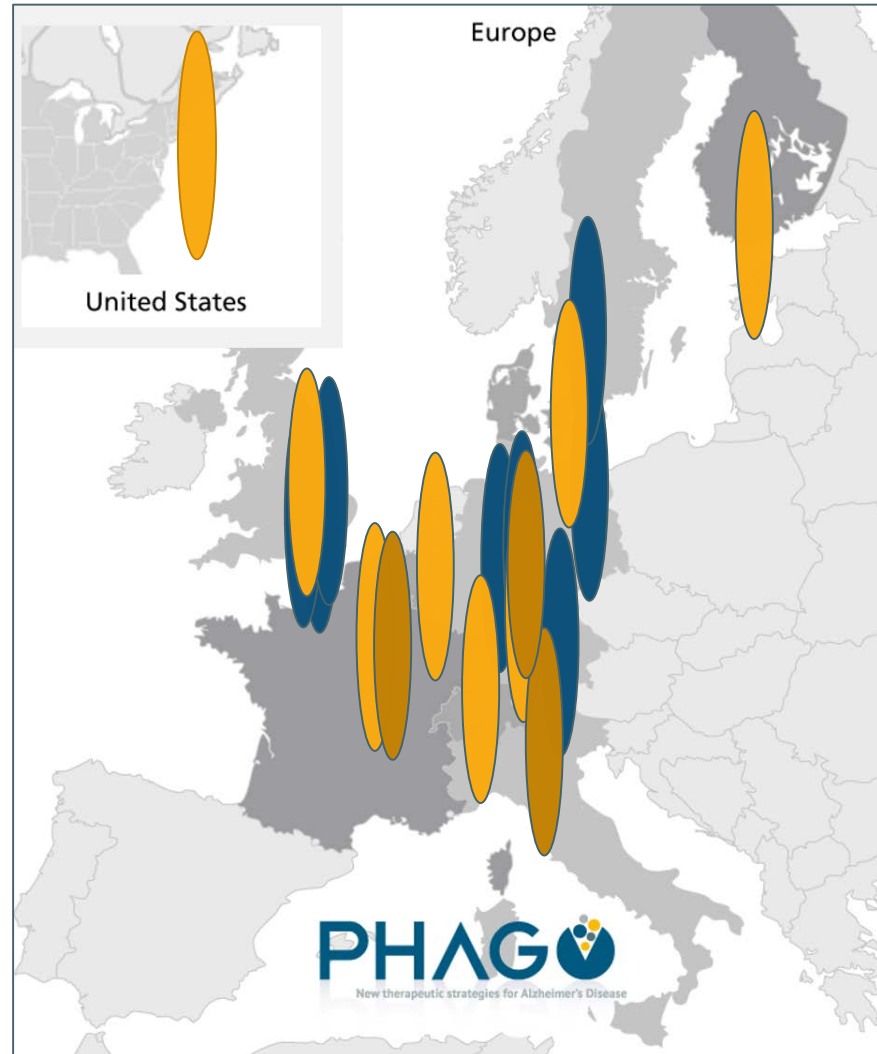 Europe
United States
PHAGO
New therapeutic strategies for Alzheimer's Disease